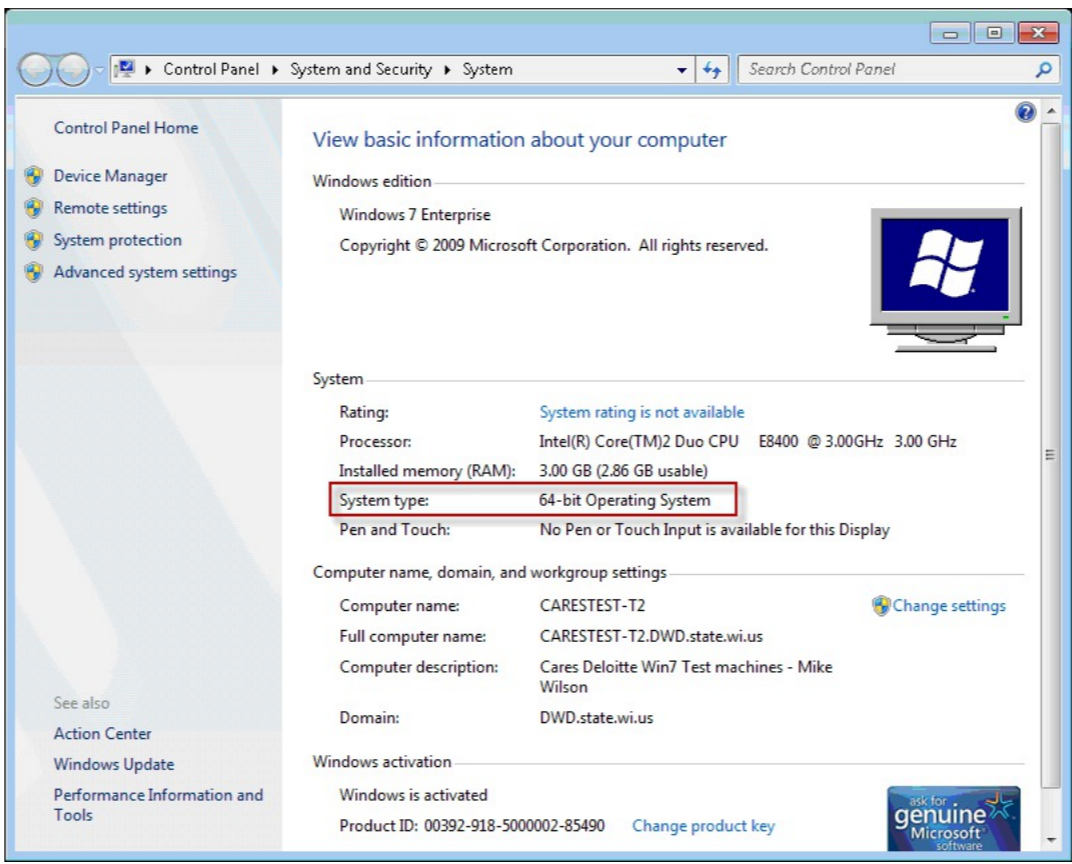 Control Panel ▸ System and Security ▸ System
Search Control Panel
Control Panel Home
Device Manager
Remote settings
System protection
Advanced system settings
See also
Action Center
Windows Update
Performance Information and
Tools
View basic information about your computer
Windows edition
Windows 7 Enterprise
Copyright © 2009 Microsoft Corporation. All rights reserved.
System
Rating: System rating is not available
Processor: Intel(R) Core(TM)2 Duo CPU E8400 @ 3.00GHz 3.00 GHz
Installed memory (RAM): 3.00 GB (2.86 GB usable)
System type: 64-bit Operating System
Pen and Touch: No Pen or Touch Input is available for this Display
Computer name, domain, and workgroup settings
Computer name: CARESTEST-T2
Change settings
Full computer name: CARESTEST-T2.DWD.state.wi.us
Computer description: Cares Deloitte Win7 Test machines - Mike
Wilson
Domain: DWD.state.wi.us
Windows activation
Windows is activated
Product ID: 00392-918-5000002-85490 Change product key
ask for
genuine
Microsoft
software